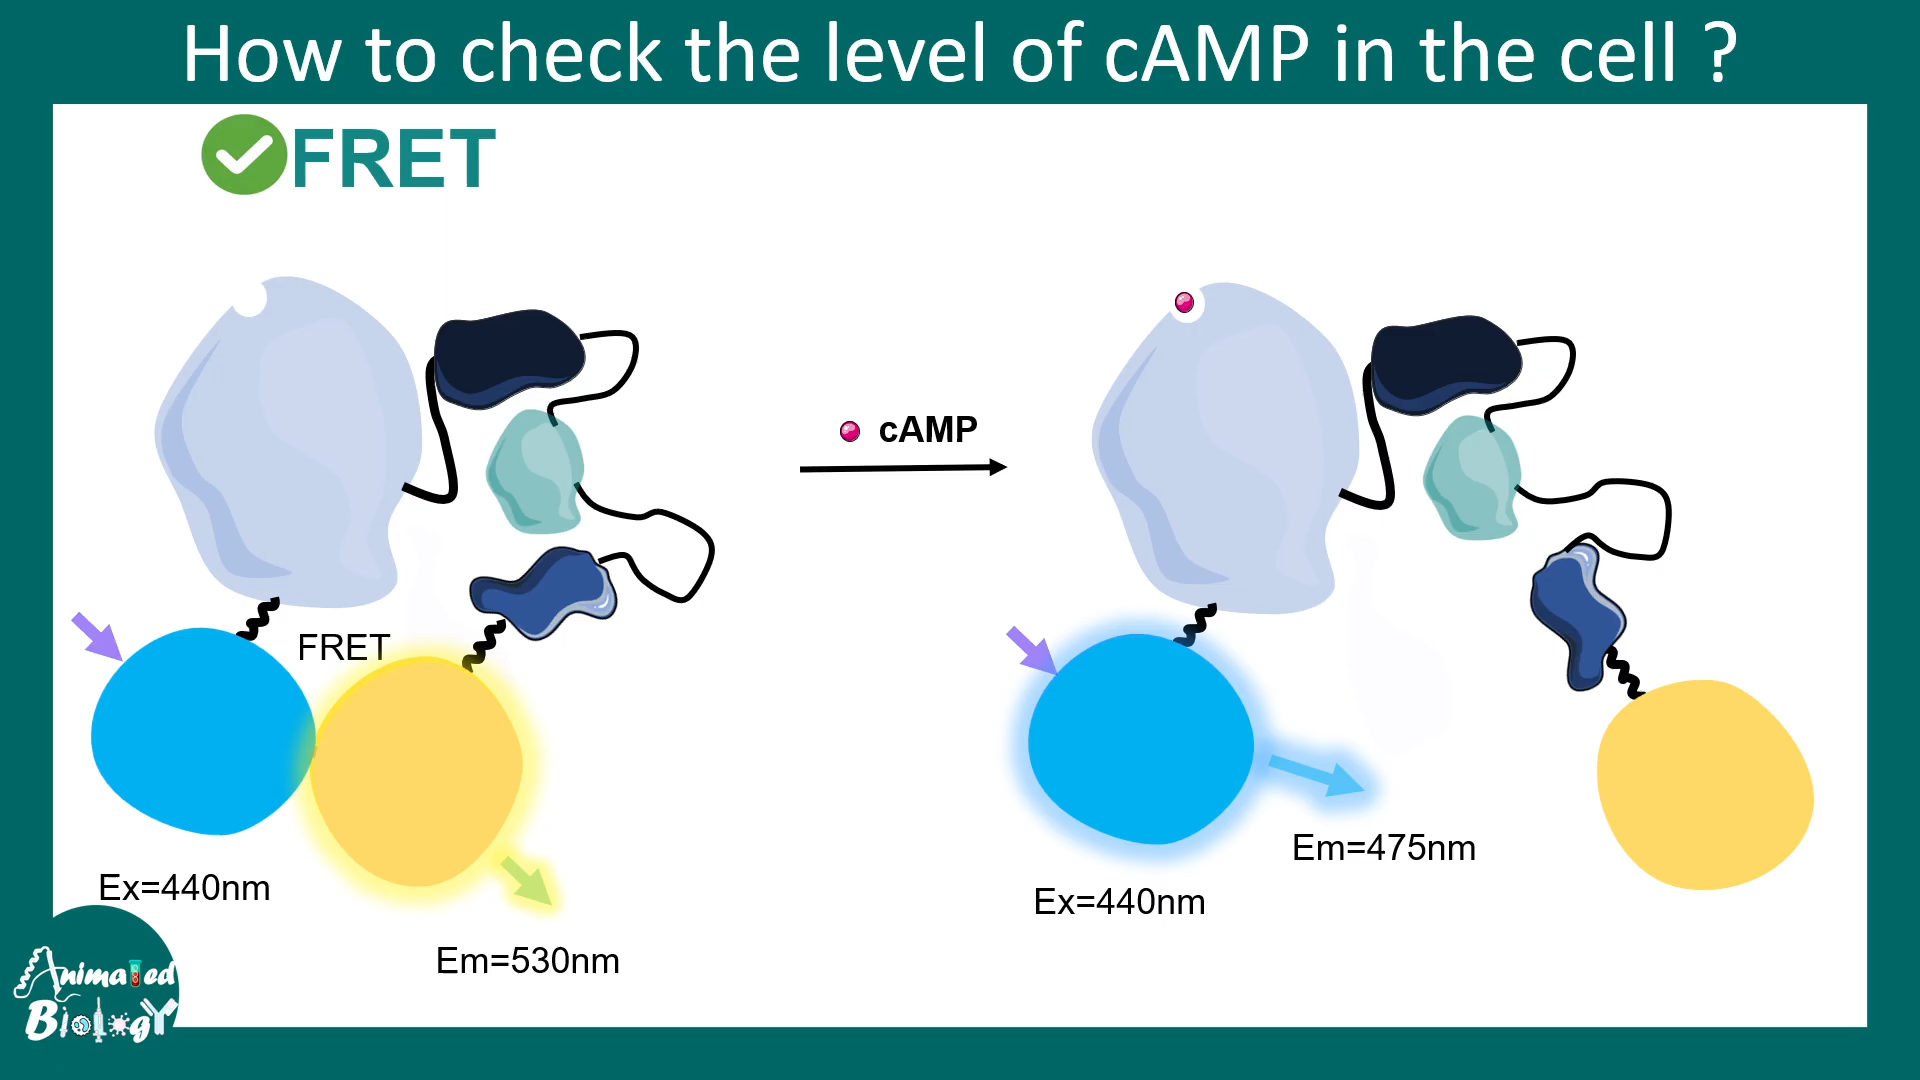 How to check the level of cAMP in the cell ?
FRET
cAMP
FRET
Ex=440nm
Em=530nm
Em=475nm
Ex=440nm
Animated
Biology